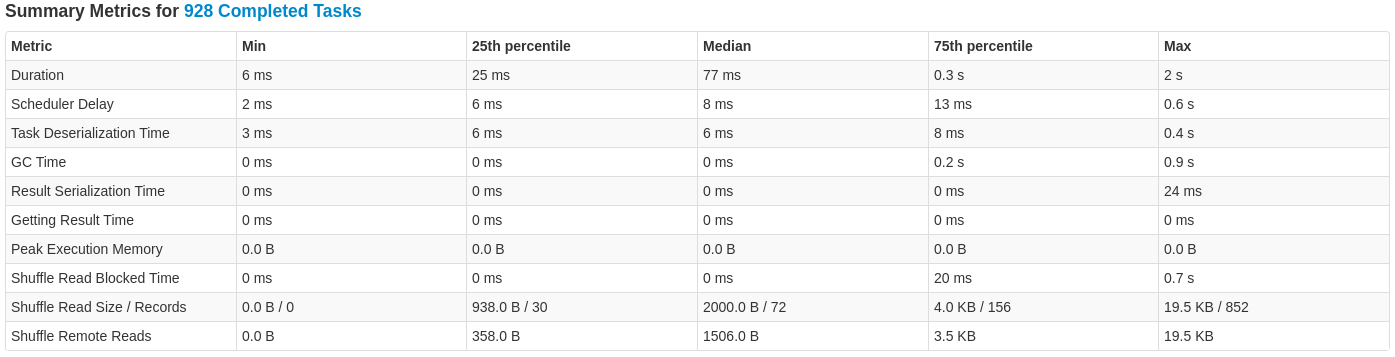 Summary Metrics for 928 Completed Tasks
Metric Min 25th percentile Median 75th percentile Max
Duration 6 ms 25 ms 77 ms 0.3 s 2 s
Scheduler Delay 2 ms 6 ms 8 ms 13 ms 0.6 s
Task Deserialization Time 3 ms 6 ms 6 ms 8 ms 0.4 s
GC Time 0 ms 0 ms 0 ms 0.2 s 0.9 s
Result Serialization Time 0 ms 0 ms 0 ms 0 ms 24 ms
Getting Result Time 0 ms 0 ms 0 ms 0 ms 0 ms
Peak Execution Memory 0.0 B 0.0 B 0.0 B 0.0 B 0.0 B
Shuffle Read Blocked Time 0 ms 0 ms 0 ms 20 ms 0.7 s
Shuffle Read Size / Records 0.0 B / 0 938.0 B / 30 2000.0 B / 72 4.0 KB / 156 19.5 KB / 852
Shuffle Remote Reads 0.0 B 358.0 B 1506.0 B 3.5 KB 19.5 KB